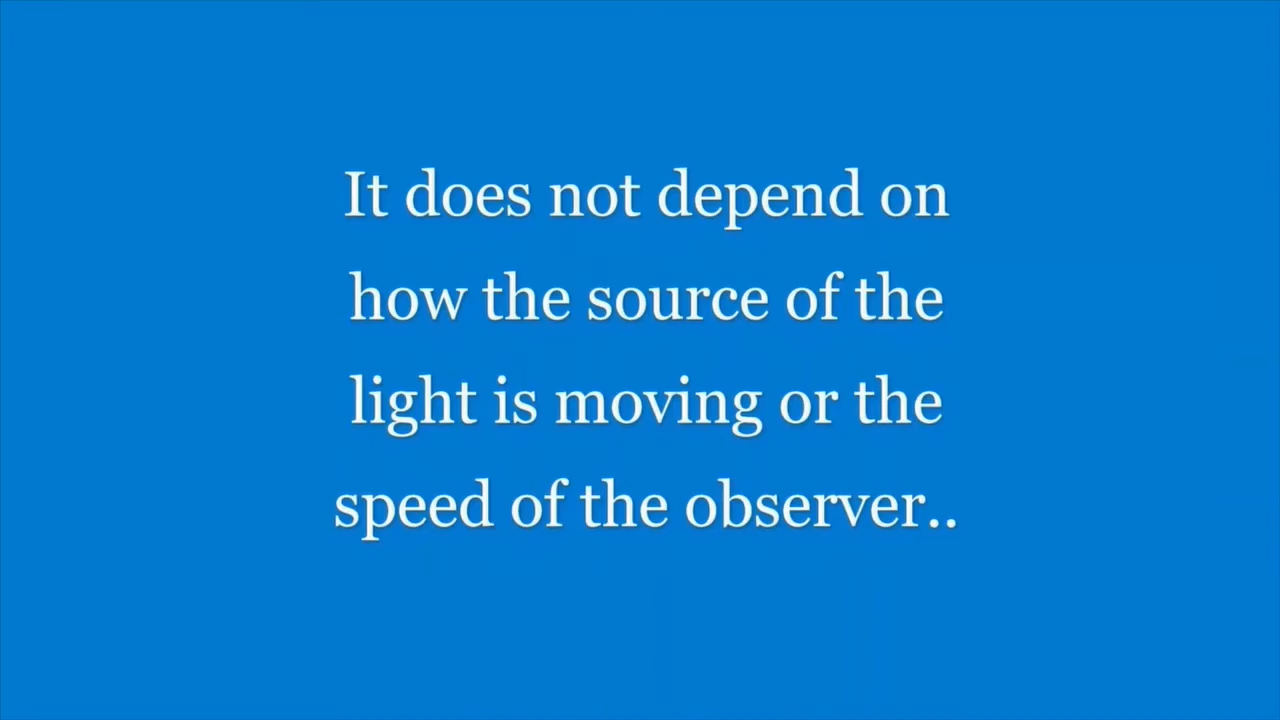 It does not depend on
how the source of the
light is moving or the
speed of the observer..